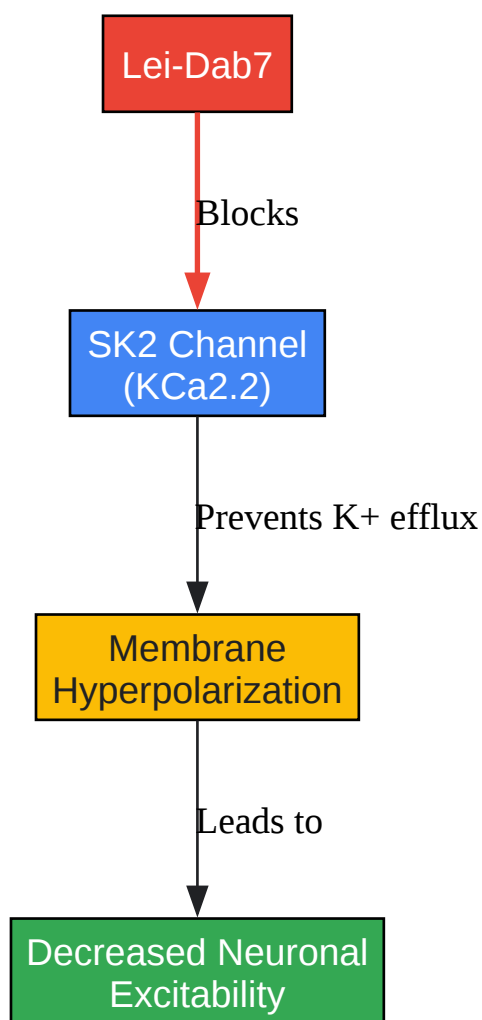 Lei-Dab7
Blocks
SK2 Channel
(KCa2.2)
Prevents K+ efflux
Membrane
Hyperpolarization
Leads to
Decreased Neuronal
Excitability